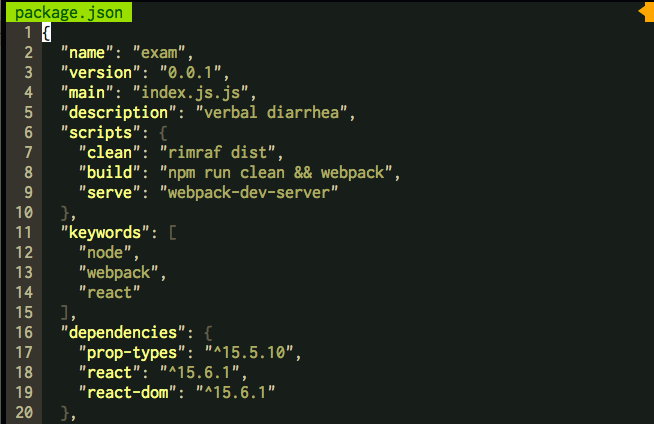 package.json
1 {
2 "name": "exam",
3 "version": "0.0.1",
4 "main": "index.js.js",
5 "description": "verbal diarrhea",
6 "scripts": {
7 "clean": "rimraf dist",
8 "build": "npm run clean && webpack",
9 "serve": "webpack-dev-server"
10 },
11 "keywords": [
12 "node",
13 "webpack",
14 "react"
15 ],
16 "dependencies": {
17 "prop-types": "^15.5.10",
18 "react": "^15.6.1",
19 "react-dom": "^15.6.1"
20 },